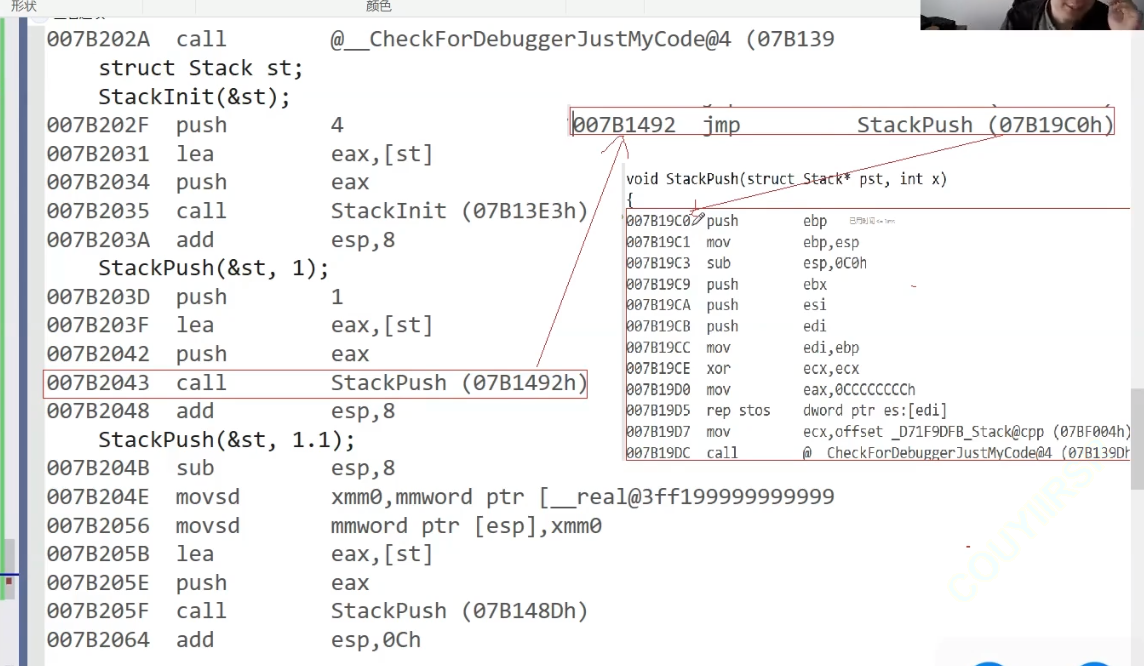 形状
颜色
007B202A call @__CheckForDebuggerJustMyCode@4 (07B139
struct Stack st;
StackInit(&st);
007B202F push 4
007B2031 lea eax,[st]
007B2034 push eax
007B2035 call StackInit (07B13E3h)
007B203A add esp,8
StackPush(&st, 1);
007B203D push 1
007B203F lea eax,[st]
007B2042 push eax
007B2043 call StackPush (07B1492h)
007B2048 add esp,8
StackPush(&st, 1.1);
007B204B sub esp,8
007B204E movsd xmm0,mmword ptr [__real@3ff199999999999
007B2056 movsd mmword ptr [esp],xmm0
007B205B lea eax,[st]
007B205E push eax
007B205F call StackPush (07B148Dh)
007B2064 add esp,0Ch
007B1492 jmp StackPush (07B19C0h)
void StackPush(struct Stack* pst, int x)
{
007B19C0 push ebp
007B19C1 mov ebp,esp
007B19C3 sub esp,0C0h
007B19C9 push ebx
007B19CA push esi
007B19CB push edi
007B19CC mov edi,ebp
007B19CE xor ecx,ecx
007B19D0 mov eax,0CCCCCCCCh
007B19D5 rep stos dword ptr es:[edi]
007B19D7 mov ecx,offset _D71F9DFB_Stack@cpp (07BF004h)
007B19DC call @__CheckForDebuggerJustMyCode@4 (07B139Dh